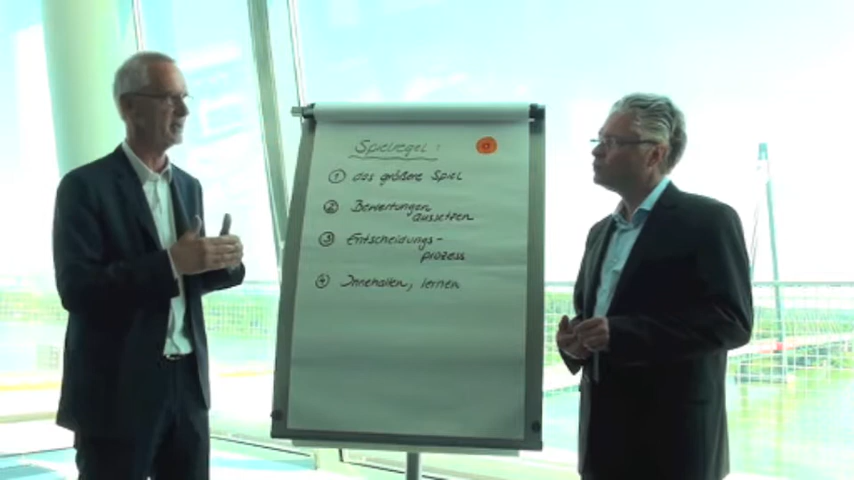 Spielregel:
① das größere Spiel
② Bewertungen
aussetzen
③ Entscheidungs-
prozess
④ Innehalten, lernen